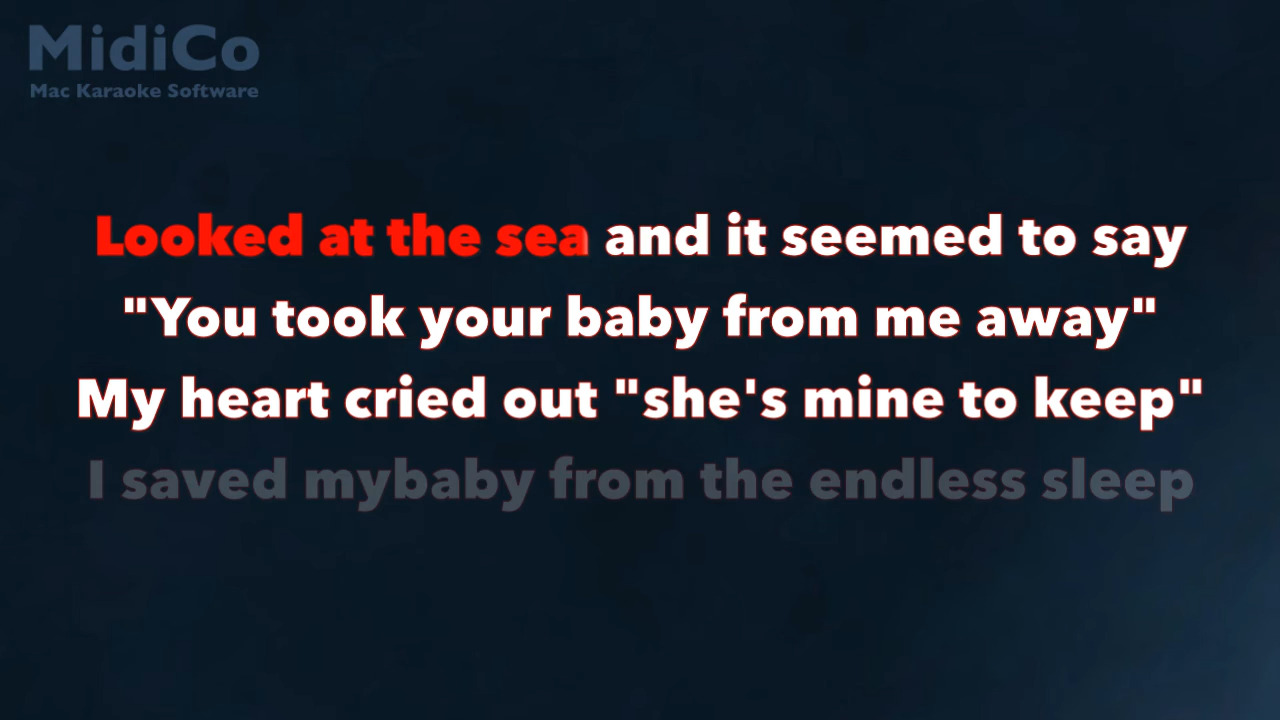 MidiCo
Mac Karaoke Software
Looked at the sea and it seemed to say
"You took your baby from me away"
My heart cried out "she's mine to keep"
I saved mybaby from the endless sleep